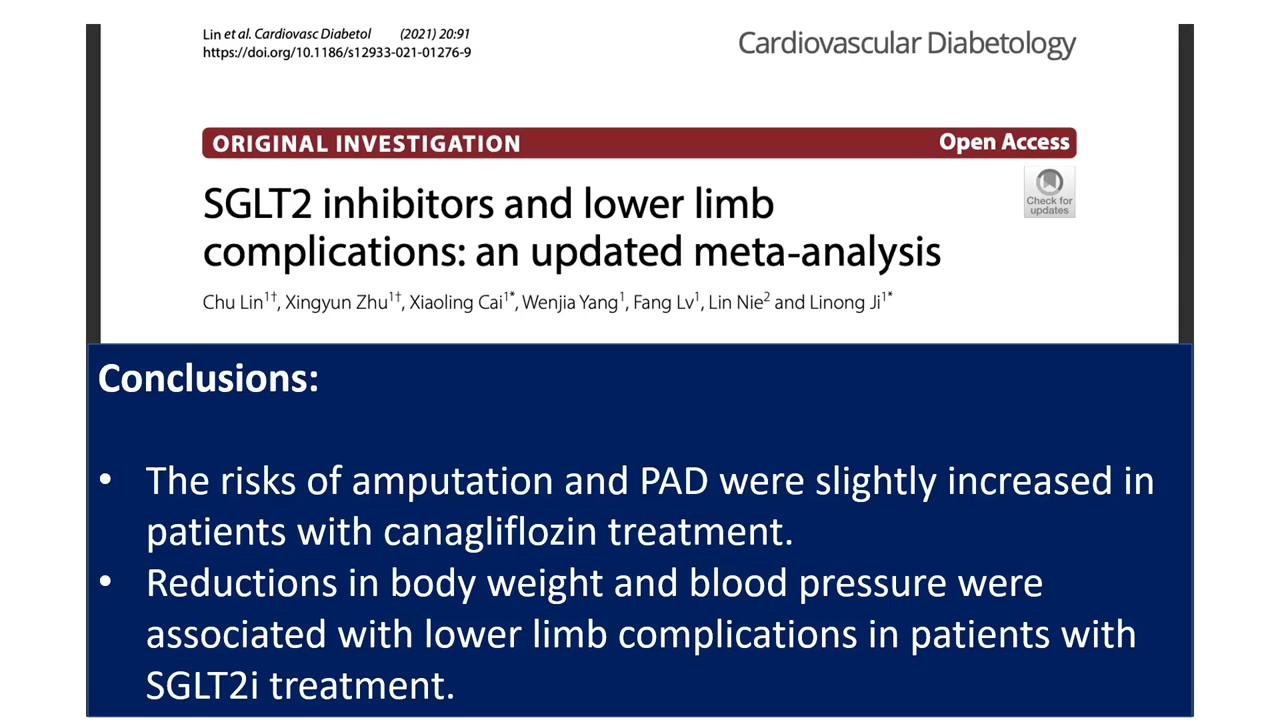 Lin et al. Cardiovasc Diabetol (2021) 20:91
https://doi.org/10.1186/s12933-021-01276-9
Cardiovascular Diabetology
ORIGINAL INVESTIGATION
Open Access
SGLT2 inhibitors and lower limb
complications: an updated meta-analysis
Check for
updates
Chu Lin1†, Xingyun Zhu1†, Xiaoling Cai1*, Wenjia Yang1, Fang Lv1, Lin Nie2 and Linong Ji1*
Conclusions:
• The risks of amputation and PAD were slightly increased in
patients with canagliflozin treatment.
• Reductions in body weight and blood pressure were
associated with lower limb complications in patients with
SGLT2i treatment.